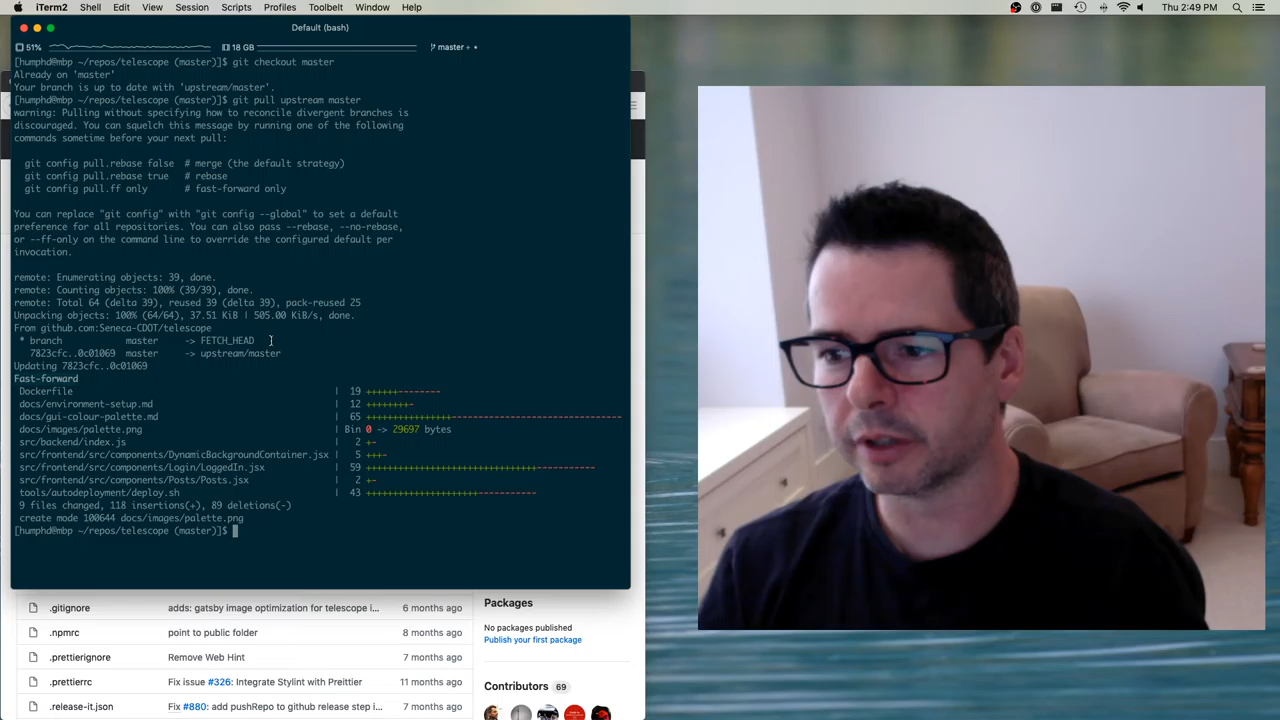 iTerm2 Shell Edit View Session Scripts Profiles Toolbelt Window Help Thu 2:49 PM
Default (bash)
51% 18 GB master
[humphd@mbp ~/repos/telescope (master)]$ git checkout master
Already on 'master'
Your branch is up to date with 'upstream/master'.
[humphd@mbp ~/repos/telescope (master)]$ git pull upstream master
warning: Pulling without specifying how to reconcile divergent branches is
discouraged. You can squelch this message by running one of the following
commands sometime before your next pull:
git config pull.rebase false # merge (the default strategy)
git config pull.rebase true # rebase
git config pull.ff only # fast-forward only
You can replace "git config" with "git config --global" to set a default
preference for all repositories. You can also pass --rebase, --no-rebase,
or --ff-only on the command line to override the configured default per
invocation.
remote: Enumerating objects: 39, done.
remote: Counting objects: 100% (39/39), done.
remote: Total 64 (delta 39), reused 39 (delta 39), pack-reused 25
Unpacking objects: 100% (64/64), 37.51 KiB | 505.00 KiB/s, done.
From github.com:Seneca-CDOT/telescope
* branch master -> FETCH_HEAD
7823cfc..0c01069 master -> upstream/master
Updating 7823cfc..0c01069
Fast-forward
Dockerfile | 19 ++++++--------
docs/environment-setup.md | 12 ++++++++-
docs/gui-colour-palette.md | 65 ++++++++++++++++----------------------------------
docs/images/palette.png | Bin 0 -> 29697 bytes
src/backend/index.js | 2 +-
src/frontend/src/components/DynamicBackgroundContainer.jsx | 5 +++-
src/frontend/src/components/Login/LoggedIn.jsx | 59 ++++++++++++++++++++++++++++++++-----------
src/frontend/src/components/Posts/Posts.jsx | 2 +-
tools/autodeployment/deploy.sh | 43 +++++++++++++++++++++-----------
9 files changed, 118 insertions(+), 89 deletions(-)
create mode 100644 docs/images/palette.png
[humphd@mbp ~/repos/telescope (master)]$
.gitignore adds: gatsby image optimization for telescope i... 6 months ago
.npmrc point to public folder 8 months ago
.prettierignore Remove Web Hint 7 months ago
.prettierrc Fix issue #326: Integrate Stylint with Preittier 11 months ago
.release-it.json Fix #880: add pushRepo to github release step i... 7 months ago
Packages
No packages published
Publish your first package
Contributors 69